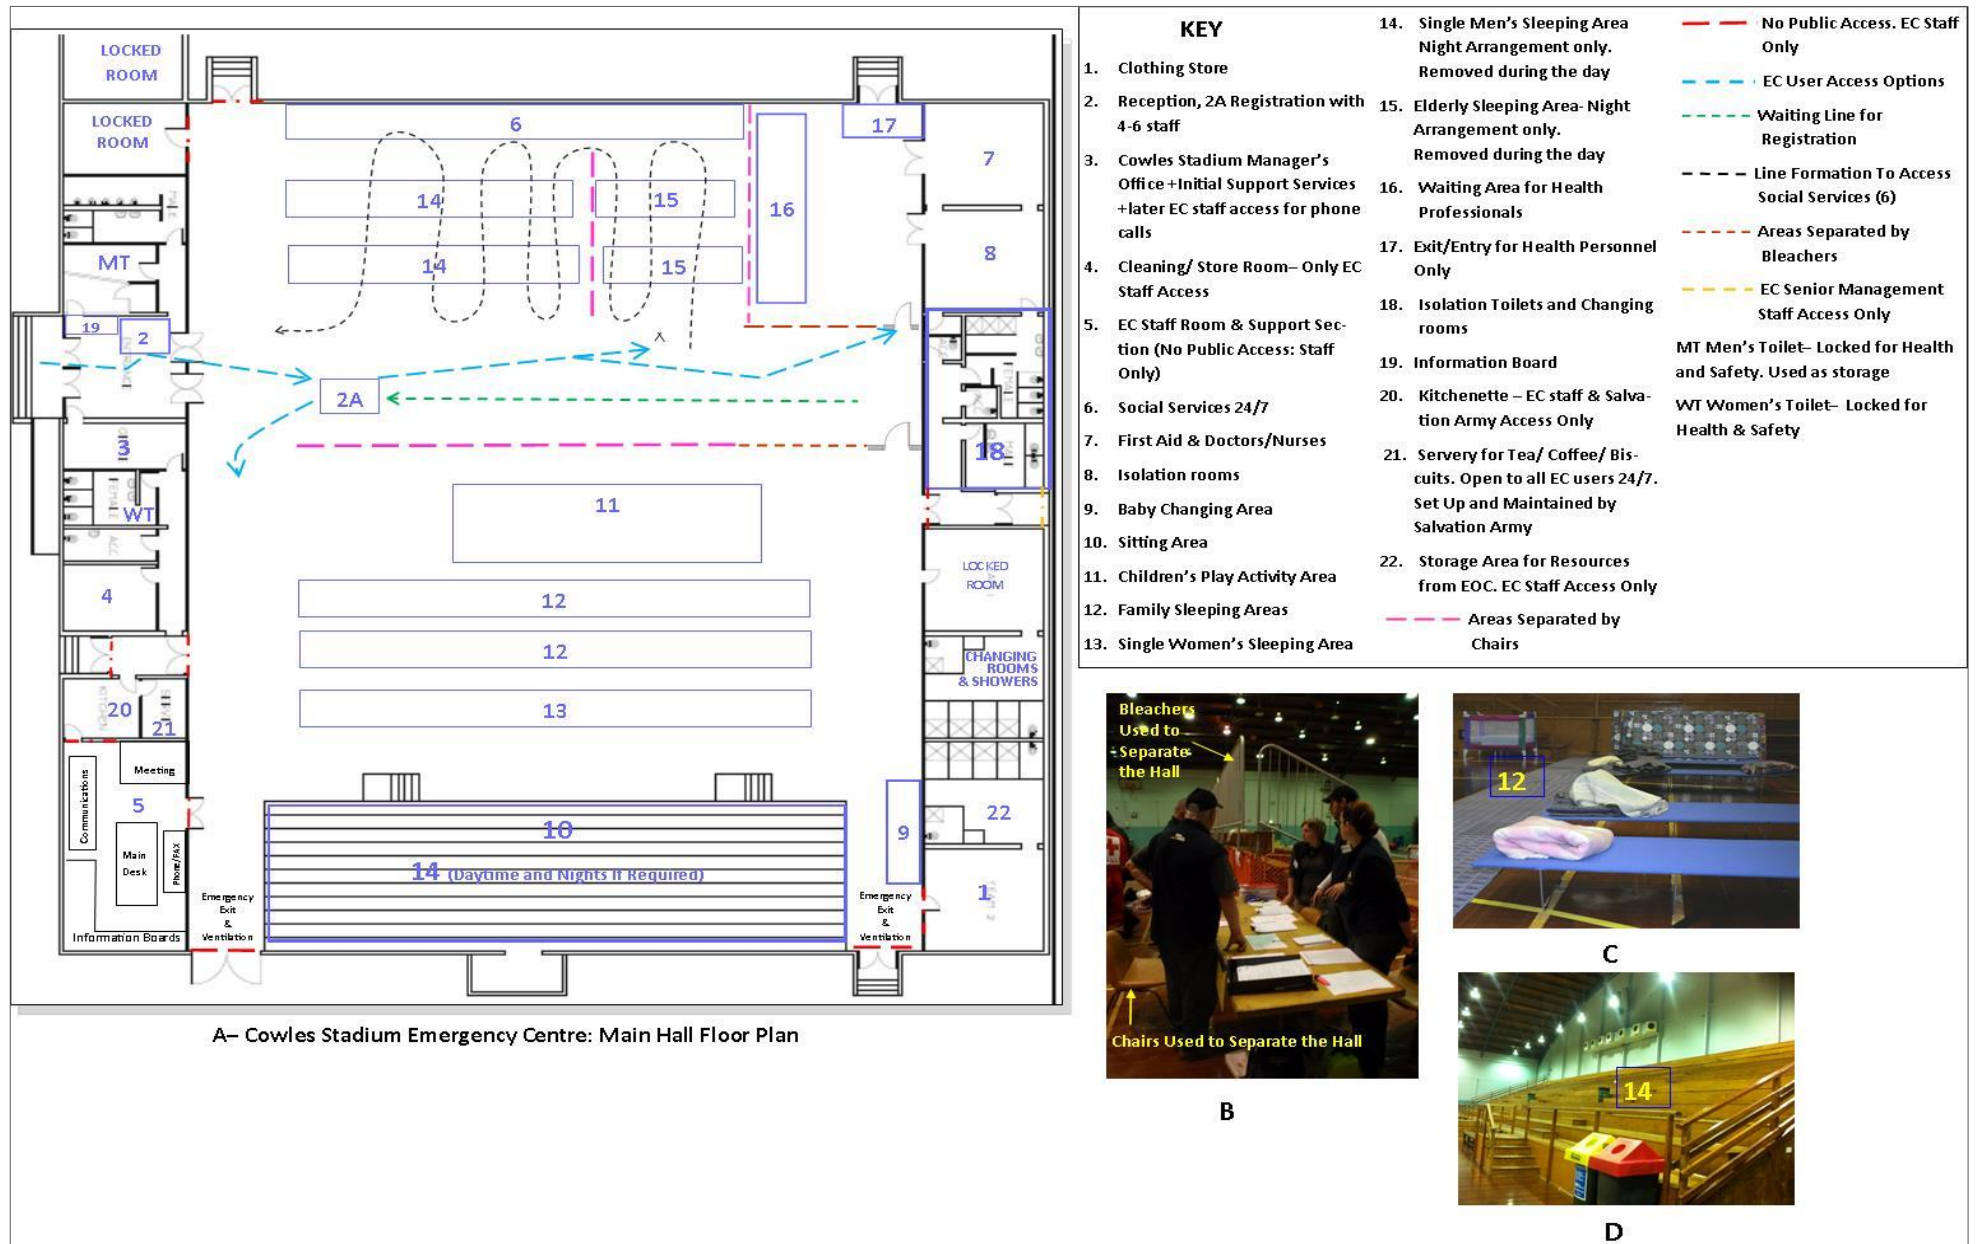 LOCKED
ROOM
LOCKED
ROOM
6
17
7
14
15
16
14
15
8
MT
MALE
19
2
ENTRANCE
X
2A
3
18
FEMALE
MALE
WT
FEMALE
ACC
11
4
LOCKED
ROOM
12
12
CHANGING
ROOMS
& SHOWERS
13
20
21
KITCHEN
Meeting
Communications
5
Main
Desk
Phone/FAX
Information Boards
Emergency
Exit
&
Ventilation
10
14 (Daytime and Nights If Required)
9
22
1
Emergency
Exit
&
Ventilation
A– Cowles Stadium Emergency Centre: Main Hall Floor Plan
KEY
1. Clothing Store
2. Reception, 2A Registration with
4-6 staff
3. Cowles Stadium Manager's
Office +Initial Support Services
+later EC staff access for phone
calls
4. Cleaning/ Store Room– Only EC
Staff Access
5. EC Staff Room & Support Sec-
tion (No Public Access: Staff
Only)
6. Social Services 24/7
7. First Aid & Doctors/Nurses
8. Isolation rooms
9. Baby Changing Area
10. Sitting Area
11. Children's Play Activity Area
12. Family Sleeping Areas
13. Single Women's Sleeping Area
14. Single Men's Sleeping Area
Night Arrangement only.
Removed during the day
15. Elderly Sleeping Area- Night
Arrangement only.
Removed during the day
16. Waiting Area for Health
Professionals
17. Exit/Entry for Health Personnel
Only
18. Isolation Toilets and Changing
rooms
19. Information Board
20. Kitchenette – EC staff & Salva-
tion Army Access Only
21. Servery for Tea/ Coffee/ Bis-
cuits. Open to all EC users 24/7.
Set Up and Maintained by
Salvation Army
22. Storage Area for Resources
from EOC. EC Staff Access Only
Areas Separated by
Chairs
No Public Access. EC Staff
Only
EC User Access Options
Waiting Line for
Registration
Line Formation To Access
Social Services (6)
Areas Separated by
Bleachers
EC Senior Management
Staff Access Only
MT Men's Toilet– Locked for Health
and Safety. Used as storage
WT Women's Toilet– Locked for
Health & Safety
Bleachers
Used to
Separate
the Hall
Chairs Used to Separate the Hall
B
12
C
14
D